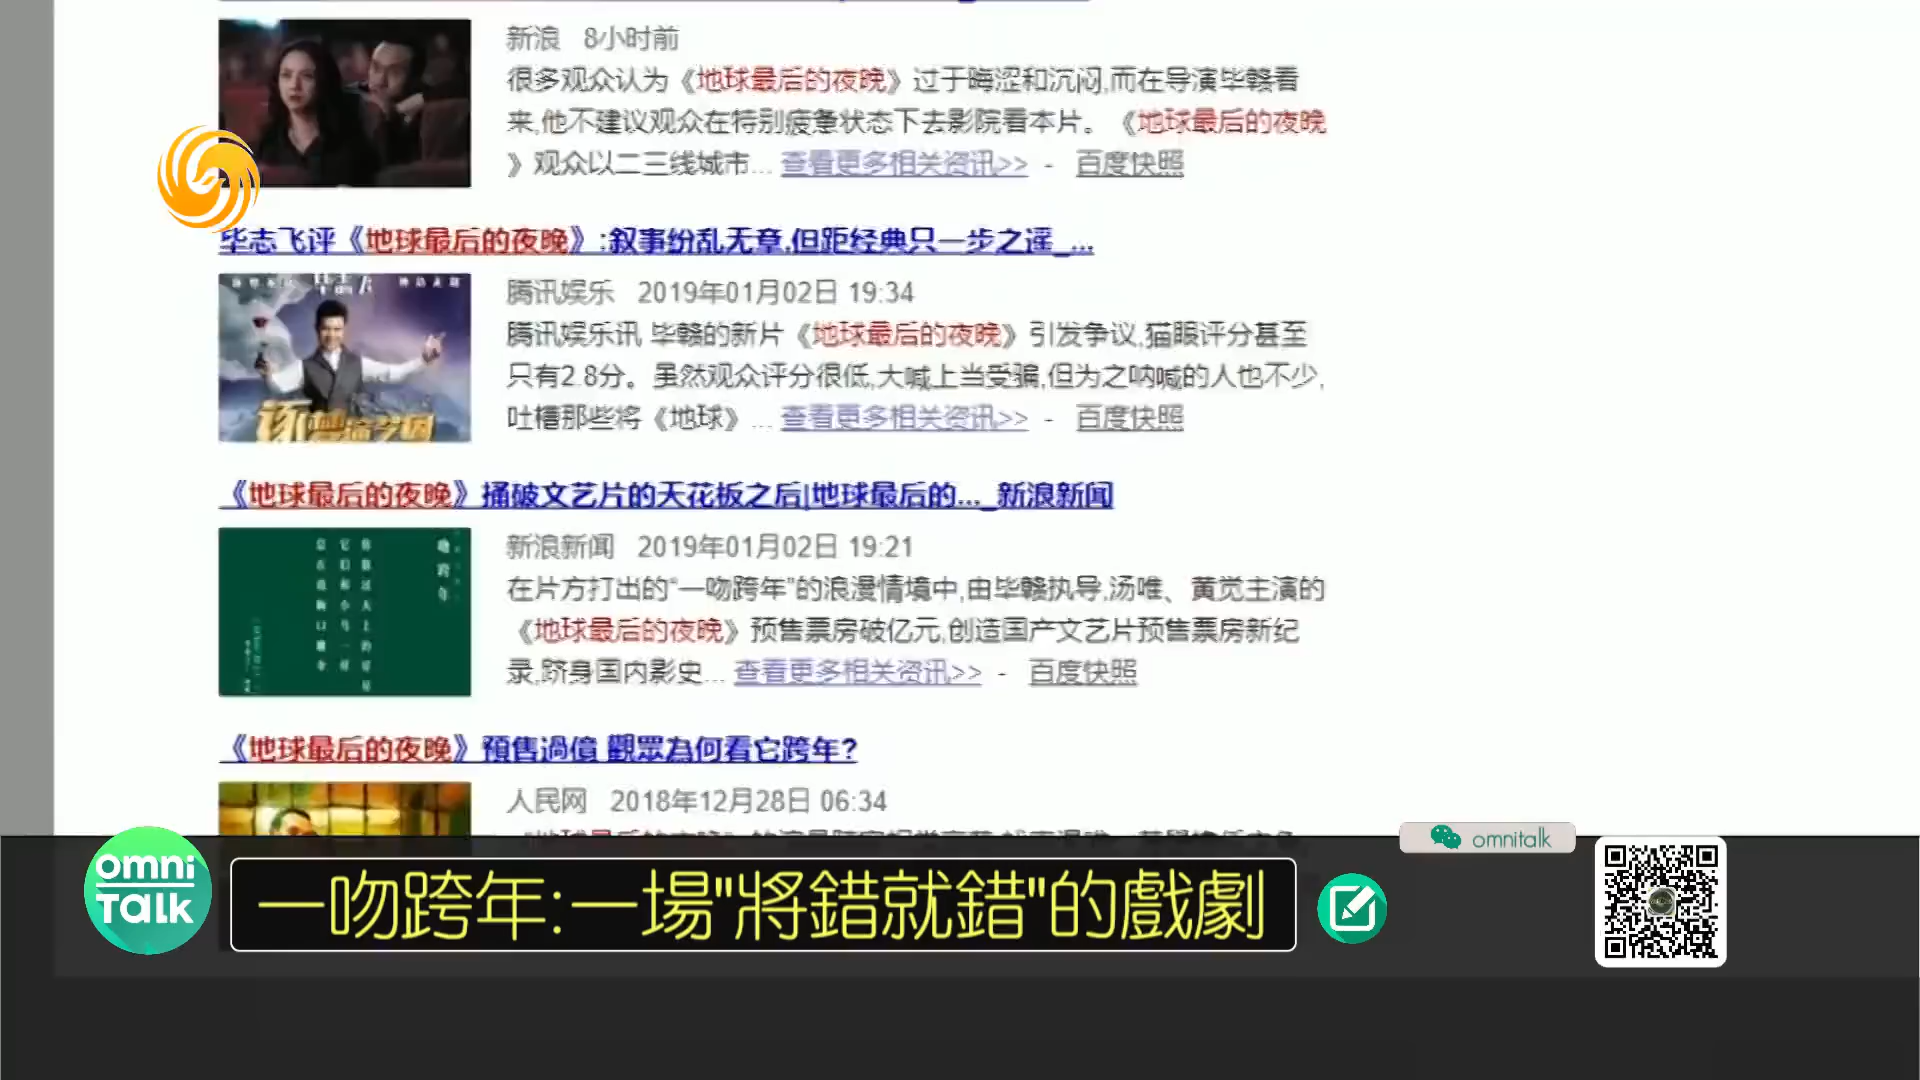 新浪 8小时前
很多观众认为《地球最后的夜晚》过于晦涩和沉闷,而在导演毕赣看
来,他不建议观众在特别疲惫状态下去影院看本片。《地球最后的夜晚
》观众以二三线城市... 查看更多相关资讯>> - 百度快照
毕志飞评《地球最后的夜晚》:叙事纷乱无章,但距经典只一步之遥_...
腾讯娱乐 2019年01月02日 19:34
腾讯娱乐讯 毕赣的新片《地球最后的夜晚》引发争议,猫眼评分甚至
只有2.8分。虽然观众评分很低,大喊上当受骗,但为之呐喊的人也不少,
吐槽那些将《地球》... 查看更多相关资讯>> - 百度快照
《地球最后的夜晚》捅破文艺片的天花板之后|地球最后的..._新浪新闻
新浪新闻 2019年01月02日 19:21
在片方打出的“一吻跨年”的浪漫情境中,由毕赣执导,汤唯、黄觉主演的
《地球最后的夜晚》预售票房破亿元,创造国产文艺片预售票房新纪
录,跻身国内影史... 查看更多相关资讯>> - 百度快照
《地球最后的夜晚》預售過億 觀眾為何看它跨年?
人民网 2018年12月28日 06:34
omni
Talk
一吻跨年:一場"將錯就錯"的戲劇
omnitalk